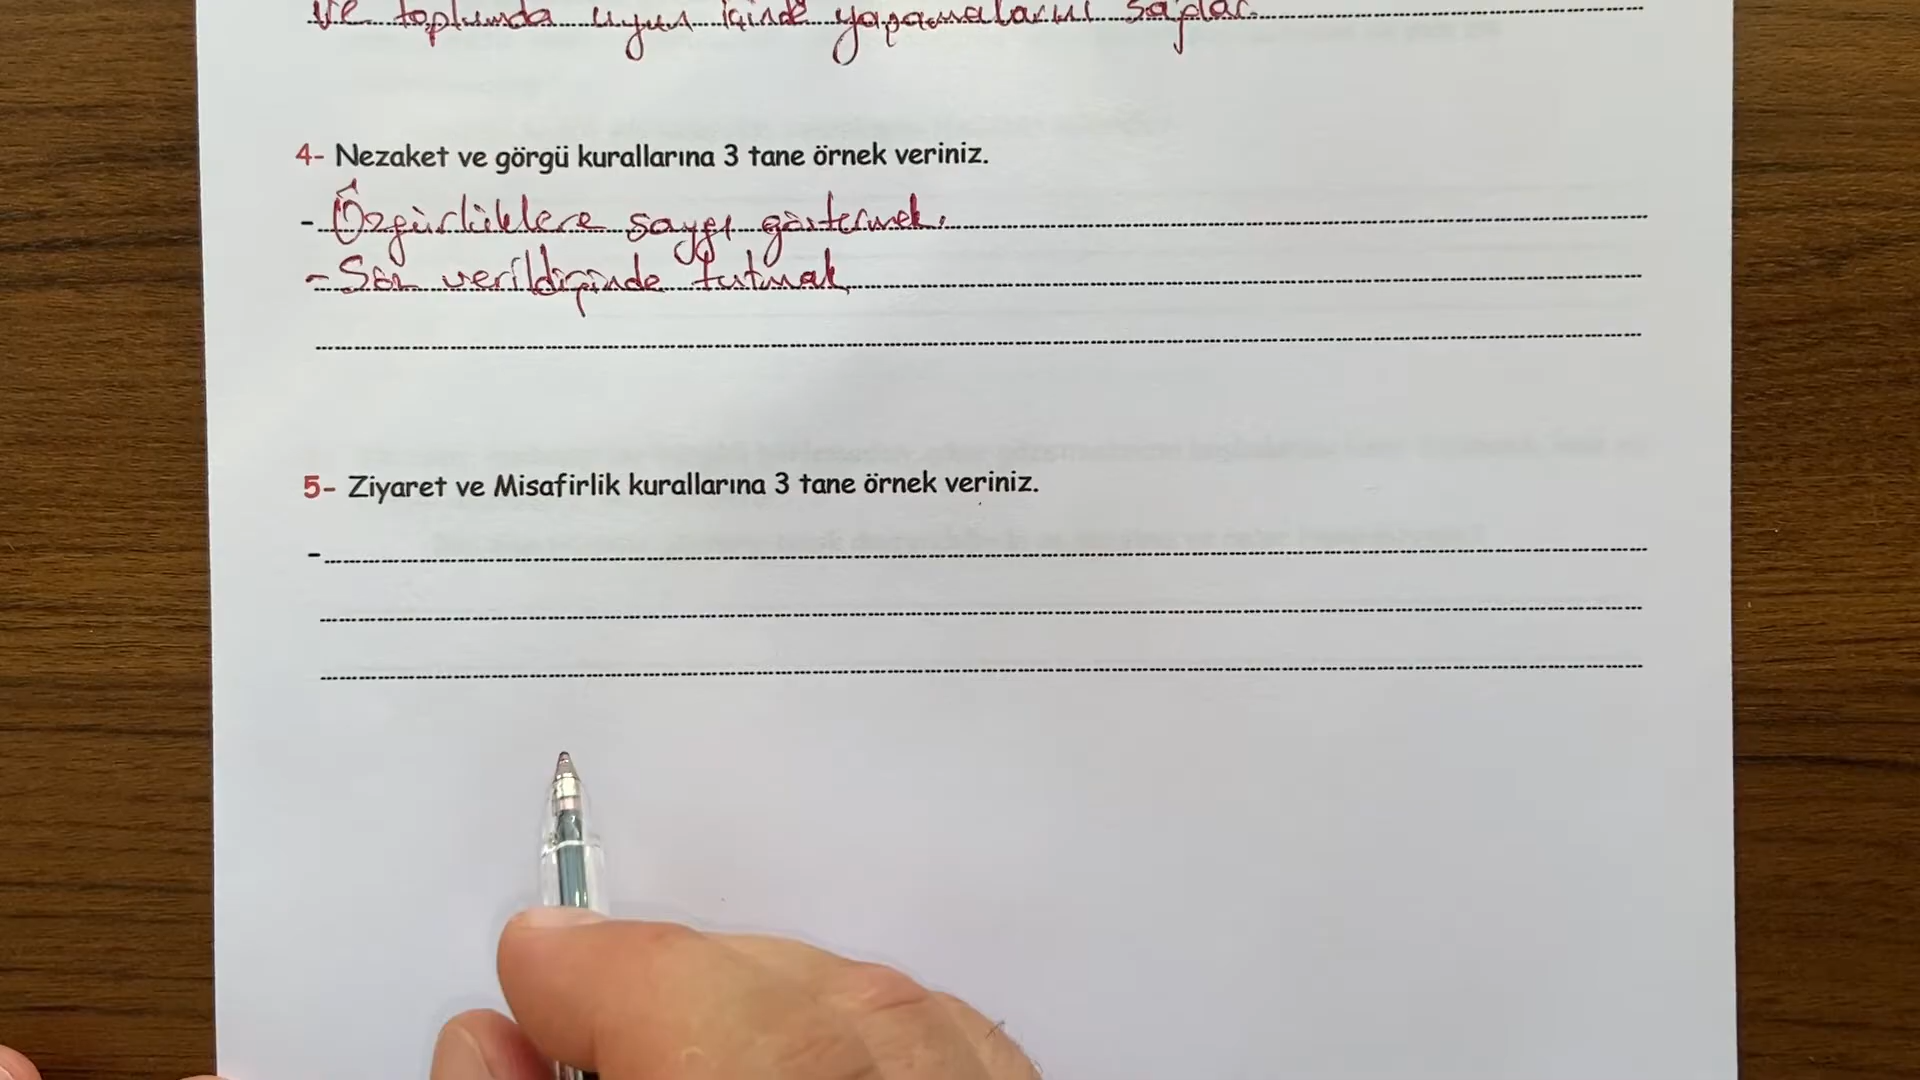 ve toplumda uyum içinde yaşamalarını sağlar.
4- Nezaket ve görgü kurallarına 3 tane örnek veriniz.
- Özgürlüklere saygı göstermek.
- Söz verildiğinde tutmak
5- Ziyaret ve Misafirlik kurallarına 3 tane örnek veriniz.
-